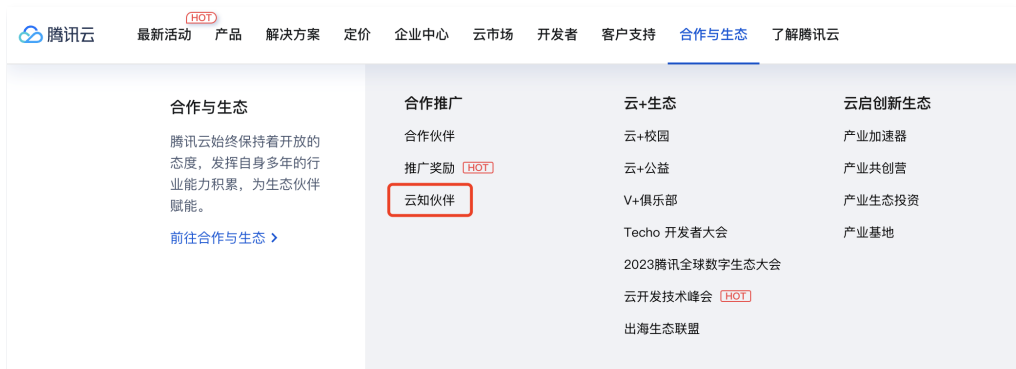 腾讯云
最新活动 HOT 产品 解决方案 定价 企业中心 云市场 开发者 客户支持 合作与生态 了解腾讯云
合作与生态
腾讯云始终保持着开放的
态度，发挥自身多年的行
业能力积累，为生态伙伴
赋能。
前往合作与生态
合作推广
合作伙伴
推广奖励 HOT
云知伙伴
云+生态
云+校园
云+公益
V+俱乐部
Techo 开发者大会
2023腾讯全球数字生态大会
云开发技术峰会 HOT
出海生态联盟
云启创新生态
产业加速器
产业共创营
产业生态投资
产业基地